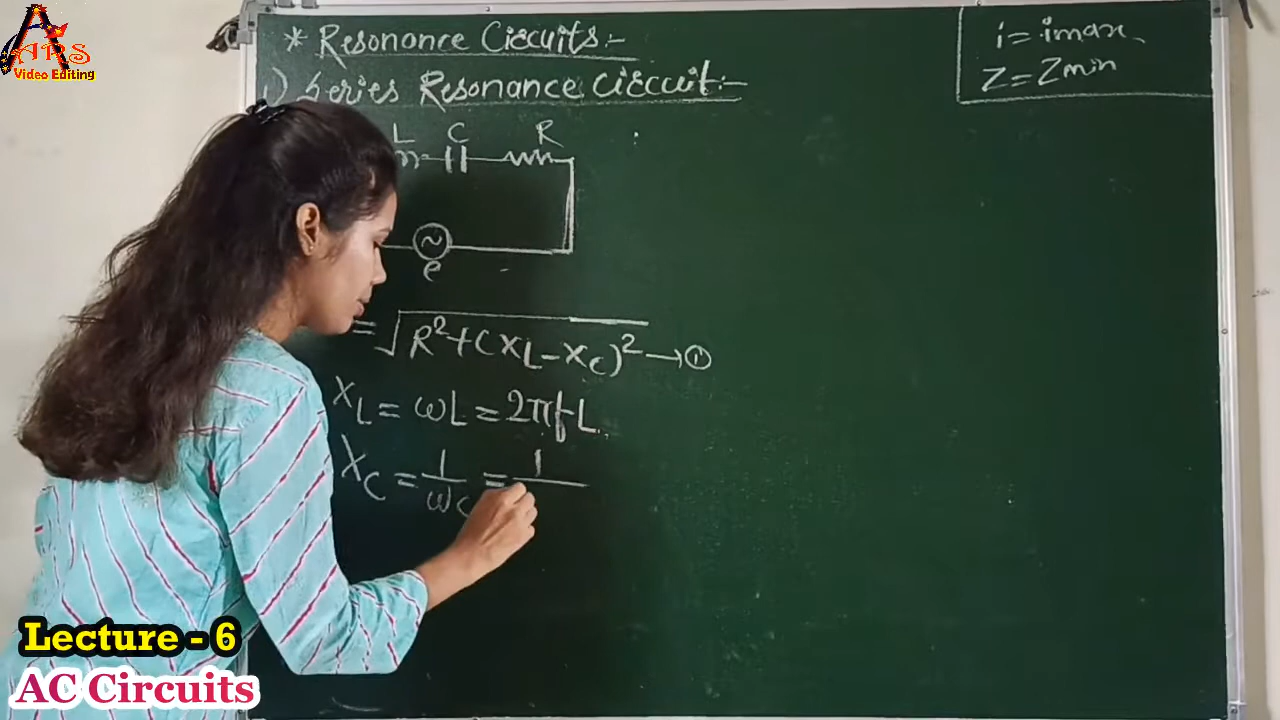 ARS
Video Editing
* Resonance Circuits :-
1) Series Resonance Circuit :-
i = imax
Z = Zmin
L C R
e
= √R²+(XL-XC)² → ①
XL = ωL = 2πfL
XC = 1/ωC = 1/
Lecture - 6
AC Circuits